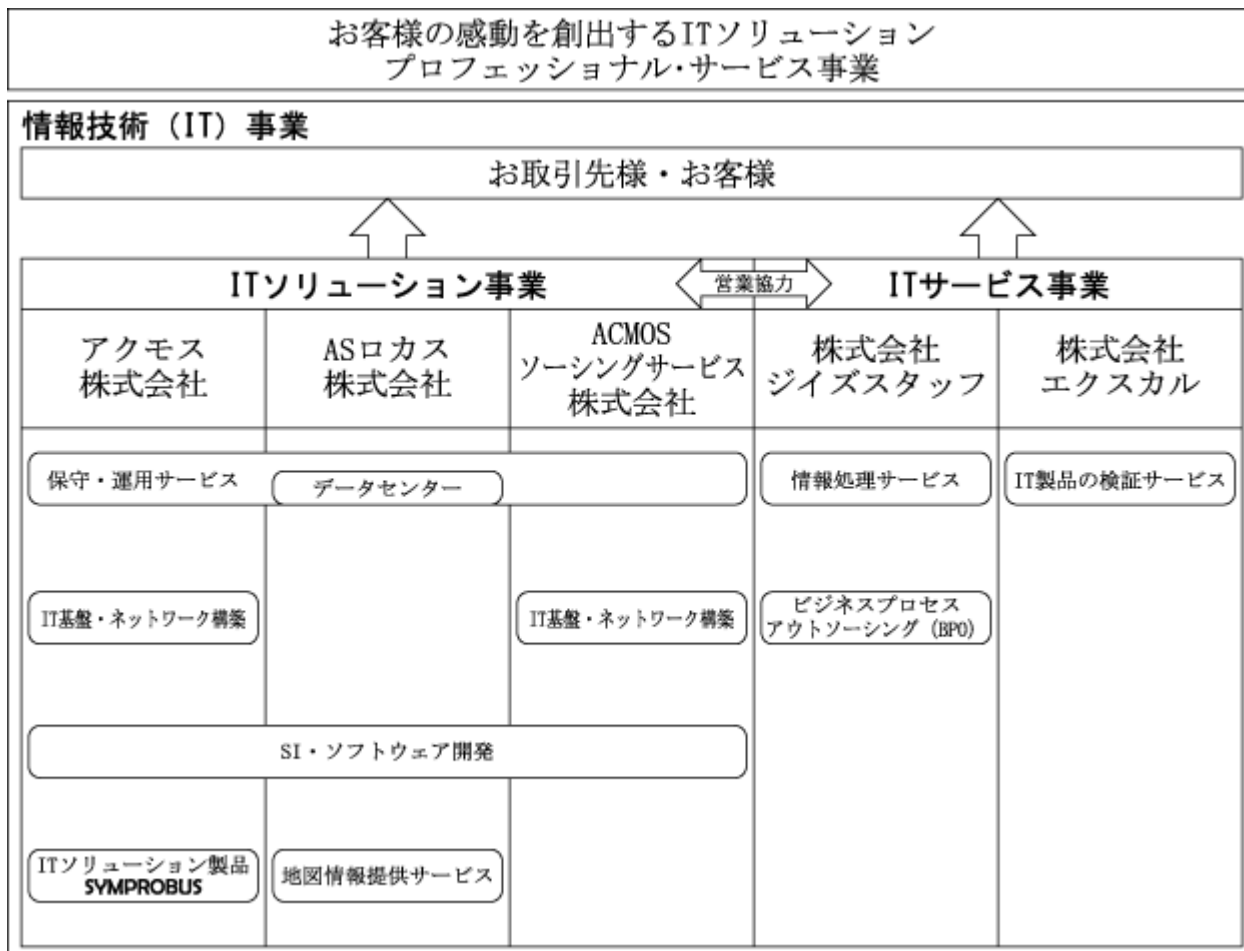 お客様の感動を創出するITソリューション
プロフェッショナル・サービス事業
情報技術（IT）事業
お取引先様・お客様
ITソリューション事業
営業協力
ITサービス事業
アクモス
株式会社
ASロカス
株式会社
ACMOS
ソーシングサービス
株式会社
株式会社
ジイズスタッフ
株式会社
エクスカル
保守・運用サービス
データセンター
情報処理サービス
IT製品の検証サービス
IT基盤・ネットワーク構築
IT基盤・ネットワーク構築
ビジネスプロセス
アウトソーシング（BPO）
SI・ソフトウェア開発
ITソリューション製品
SYMPROBUS
地図情報提供サービス